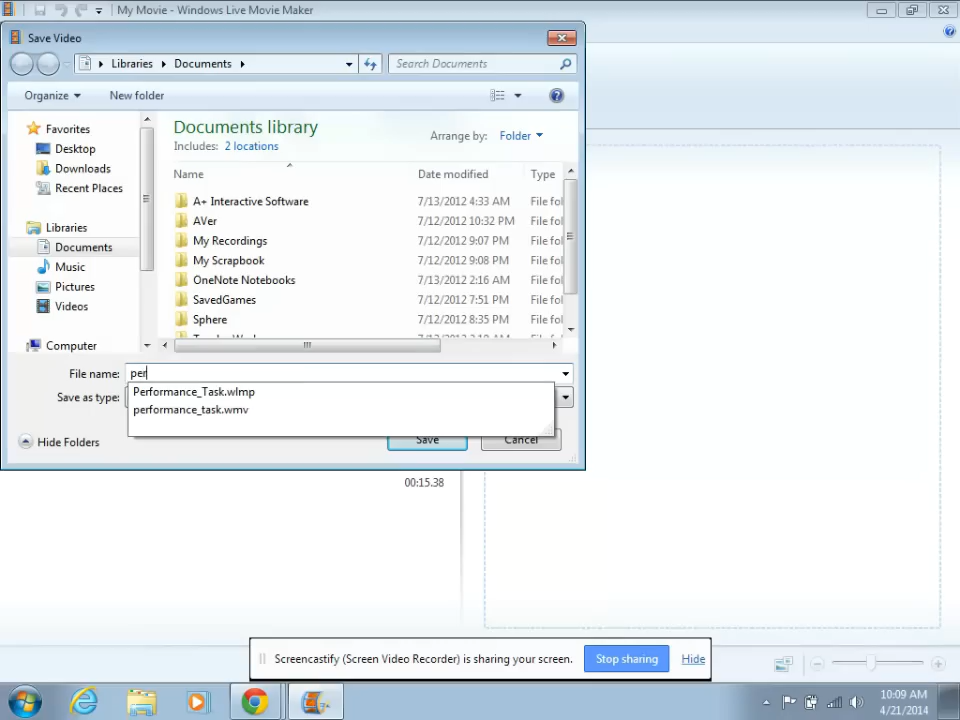 My Movie - Windows Live Movie Maker
Save Video
Libraries
Documents
Search Documents
Organize
New folder
Favorites
Desktop
Downloads
Recent Places
Libraries
Documents
Music
Pictures
Videos
Computer
Documents library
Includes: 2 locations
Arrange by: Folder
Name Date modified Type
A+ Interactive Software 7/13/2012 4:33 AM File fol
AVer 7/12/2012 10:32 PM File fol
My Recordings 7/12/2012 9:07 PM File fol
My Scrapbook 7/12/2012 9:08 PM File fol
OneNote Notebooks 7/13/2012 2:16 AM File fol
SavedGames 7/12/2012 7:51 PM File fol
Sphere 7/12/2012 8:35 PM File fol
File name: per
Performance_Task.wlmp
performance_task.wmv
Save as type:
Hide Folders
Save
Cancel
00:15.38
Screencastify (Screen Video Recorder) is sharing your screen.
Stop sharing
Hide
10:09 AM
4/21/2014